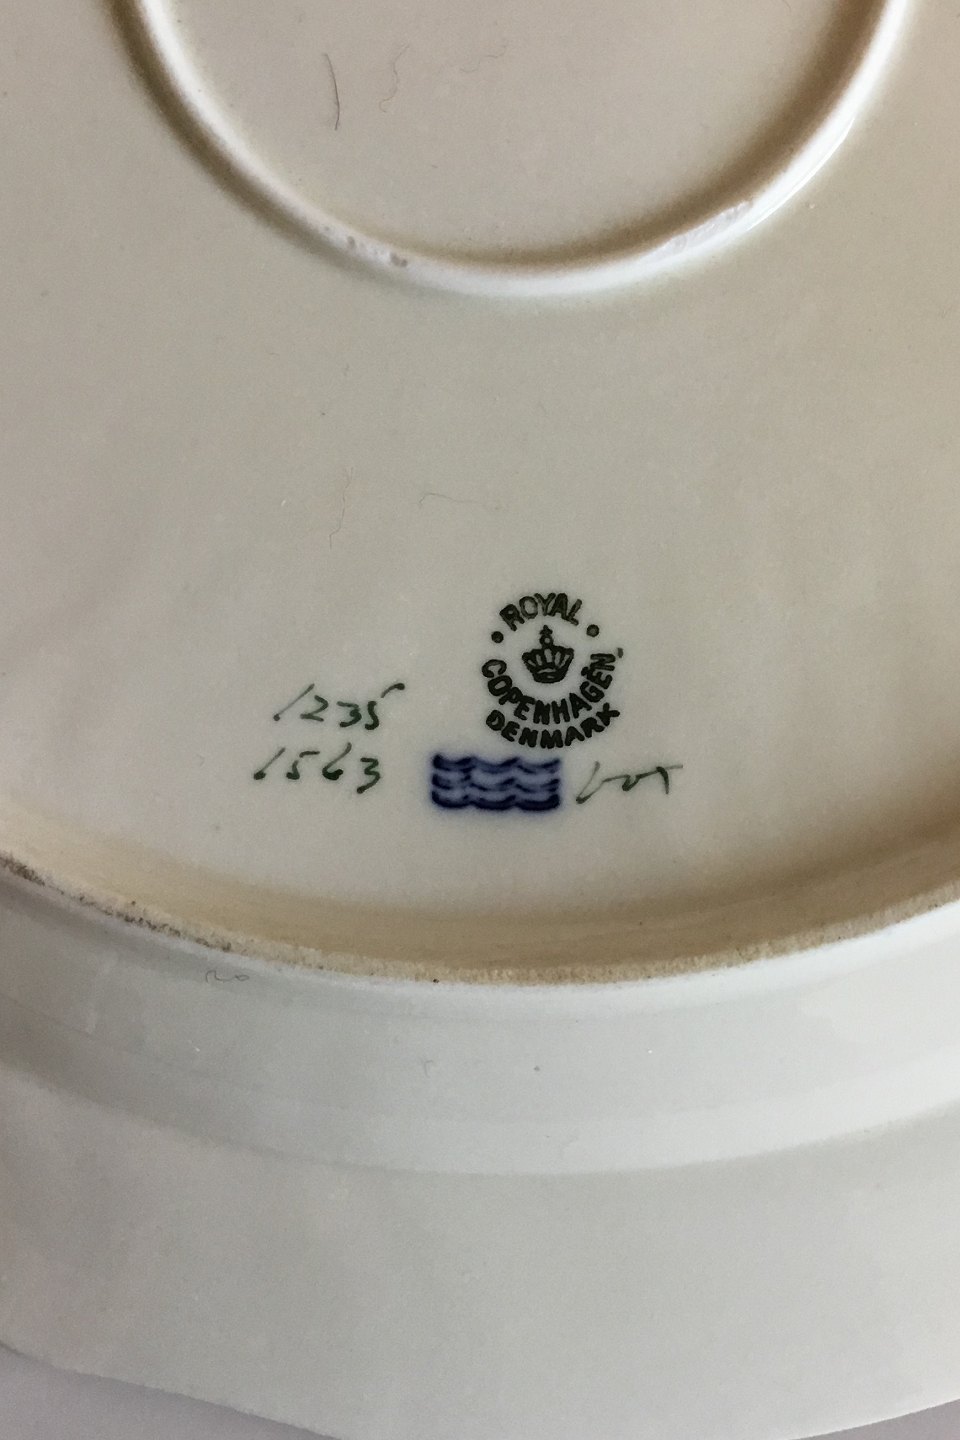 ROYAL
COPENHAGEN
DENMARK
1235
1563